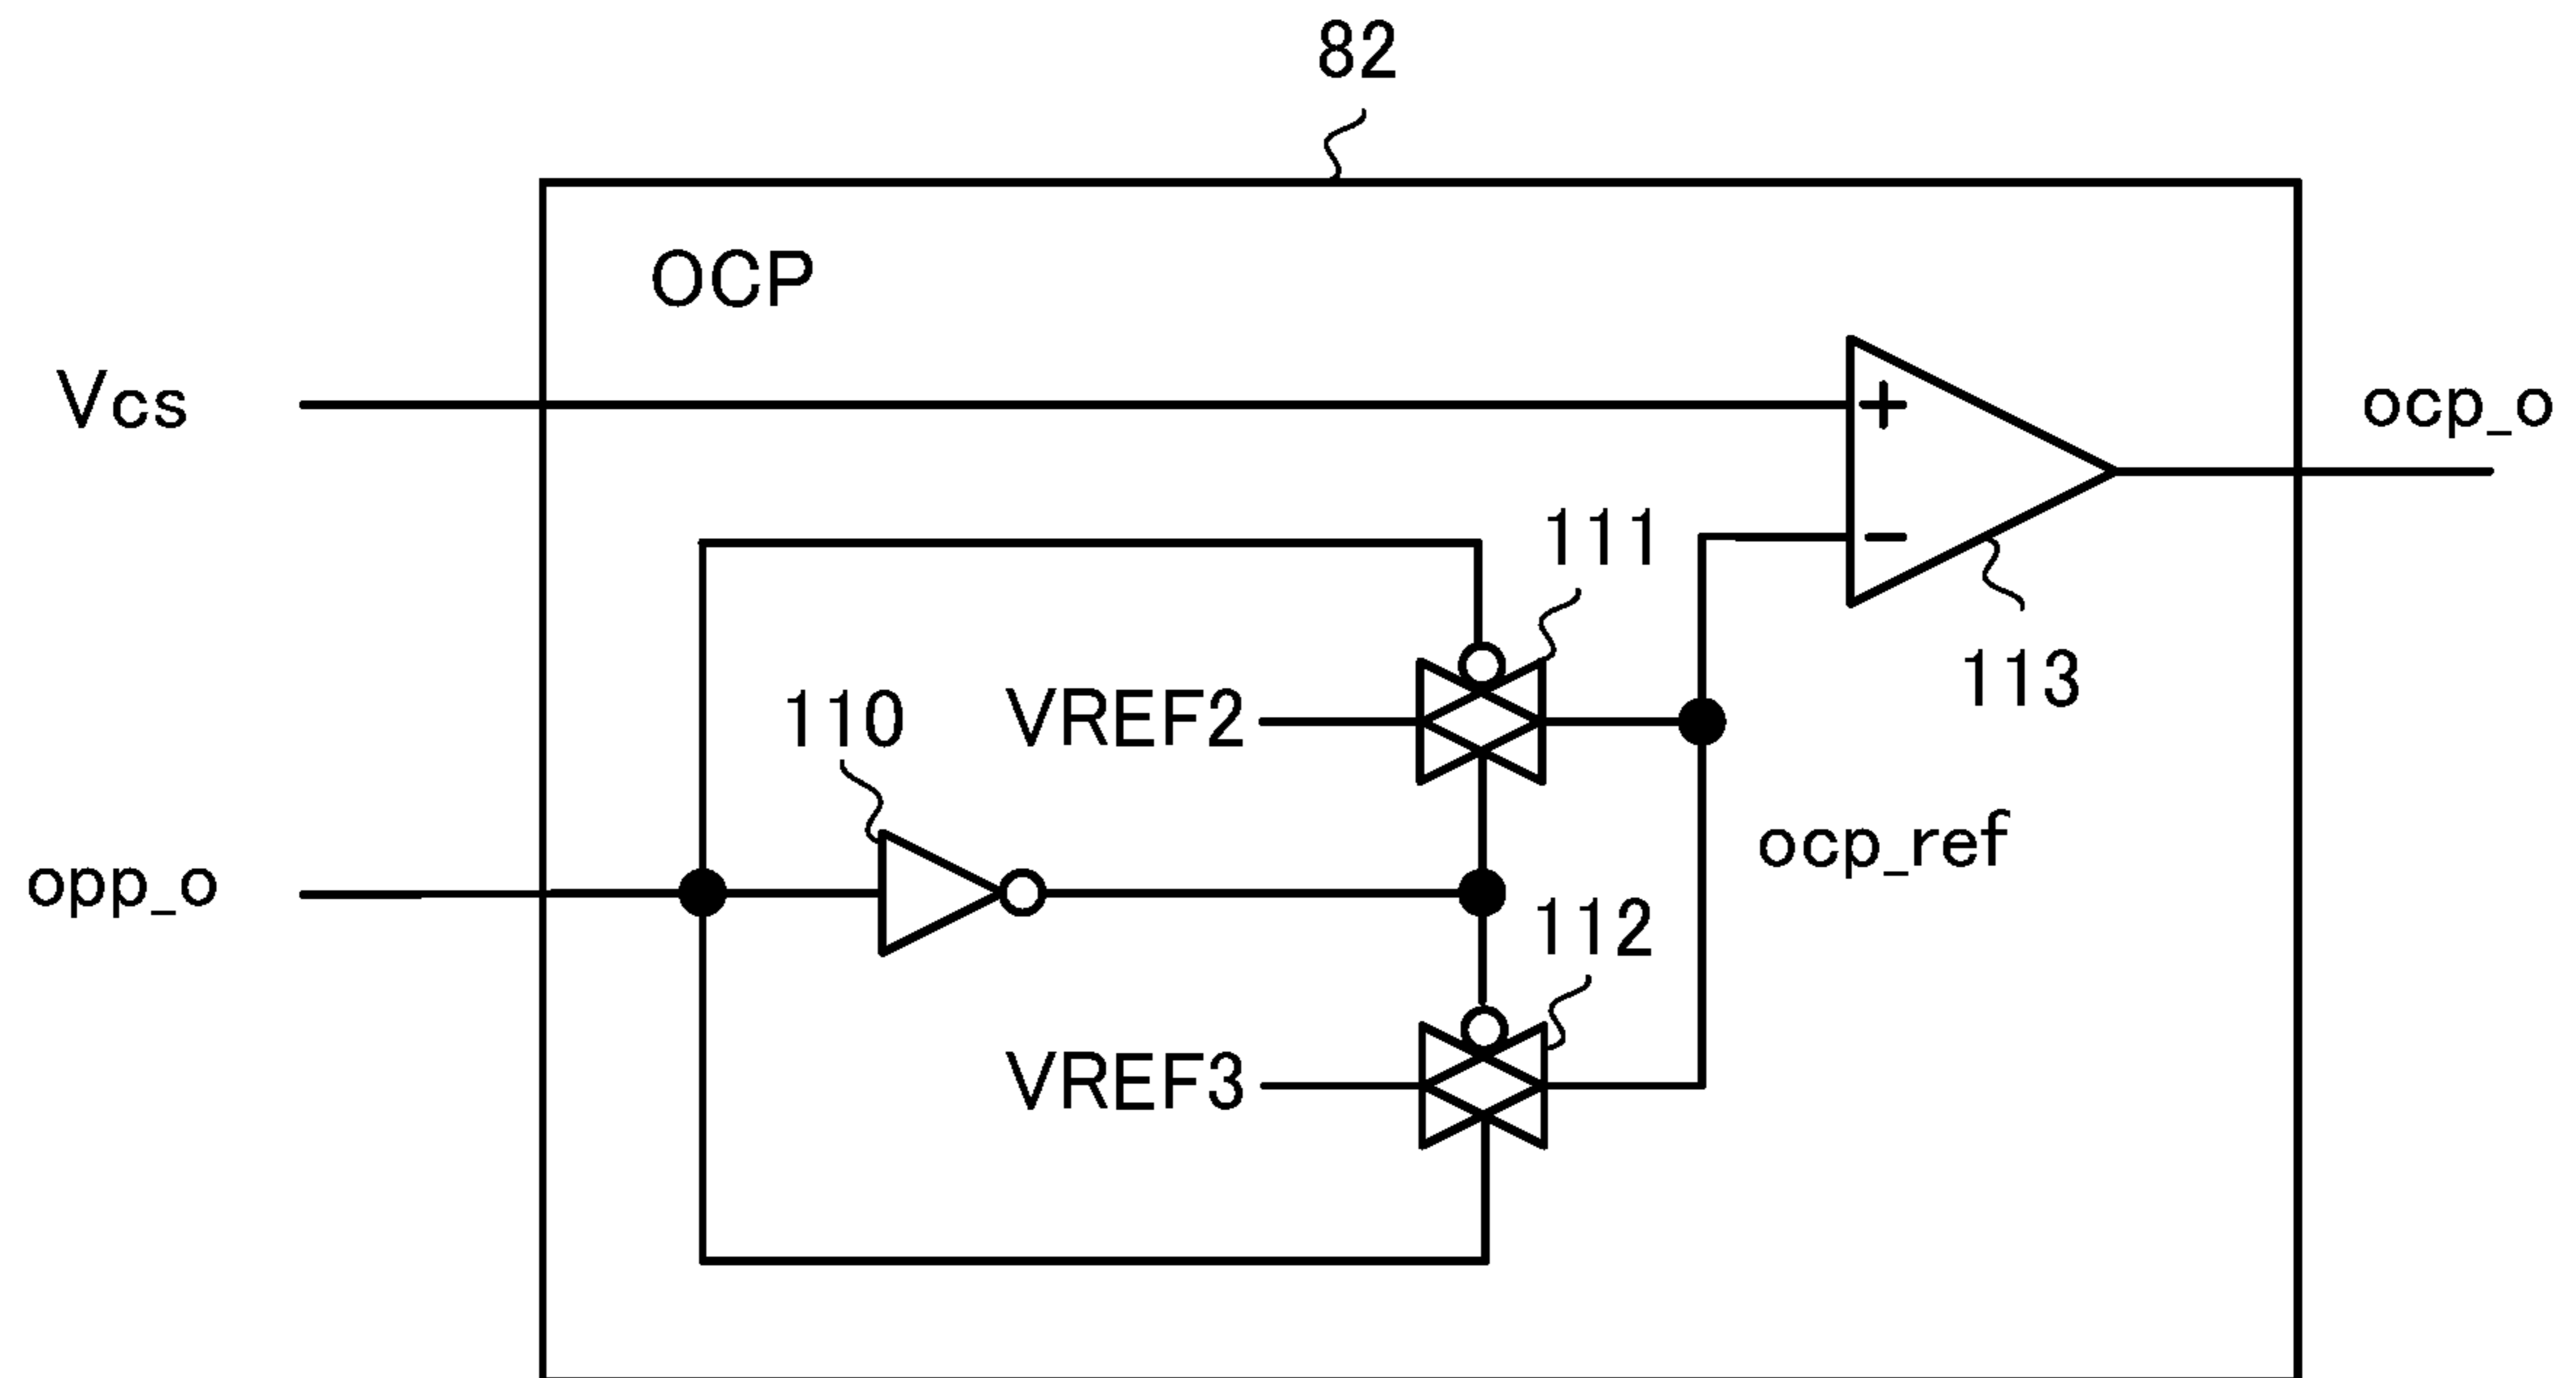 82
OCP
Vcs
+
ocp_o
-
111
113
110
VREF2
ocp_ref
opp_o
112
VREF3